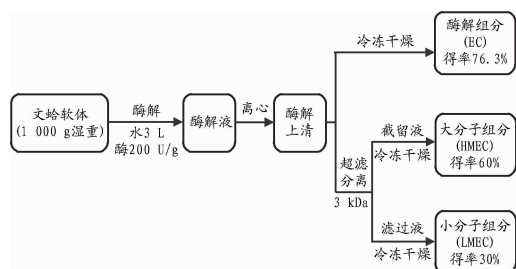 文蛤软体
(1 000 g湿重)
酶解
水3 L
酶200 U/g
酶解液
离心
酶解
上清
冷冻干燥
酶解组分
(EC)
得率76.3%
超滤
分离
3 kDa
截留液
冷冻干燥
大分子组分
(HMEC)
得率60%
滤过液
冷冻干燥
小分子组分
(LMEC)
得率30%